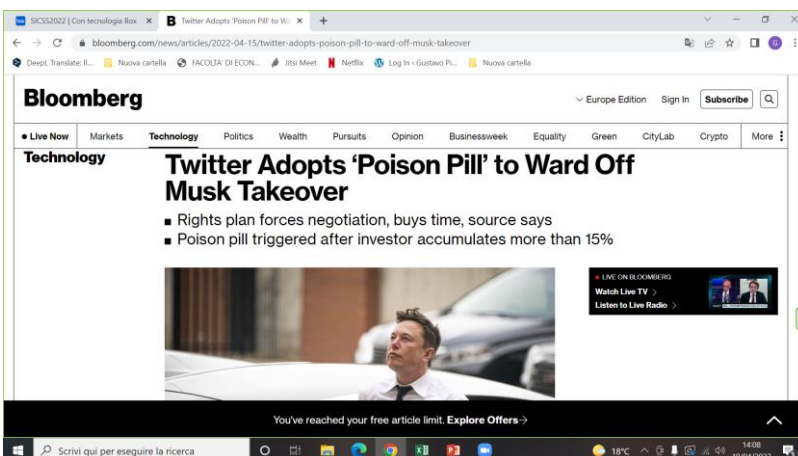 SICSS2022 | Con tecnologia Box
Twitter Adopts 'Poison Pill' to W
bloomberg.com/news/articles/2022-04-15/twitter-adopts-poison-pill-to-ward-off-musk-takeover
DeepL Translate: Il... Nuova cartella FACOLTA' DI ECON... Jitsi Meet Netflix Log In ‹ Gustavo Pi... Nuova cartella
Bloomberg
Europe Edition Sign In Subscribe
Live Now Markets Technology Politics Wealth Pursuits Opinion Businessweek Equality Green CityLab Crypto More
Technology
Twitter Adopts 'Poison Pill' to Ward Off
Musk Takeover
Rights plan forces negotiation, buys time, source says
Poison pill triggered after investor accumulates more than 15%
LIVE ON BLOOMBERG
Watch Live TV
Listen to Live Radio
You've reached your free article limit. Explore Offers→
Scrivi qui per eseguire la ricerca
18°C
14:08